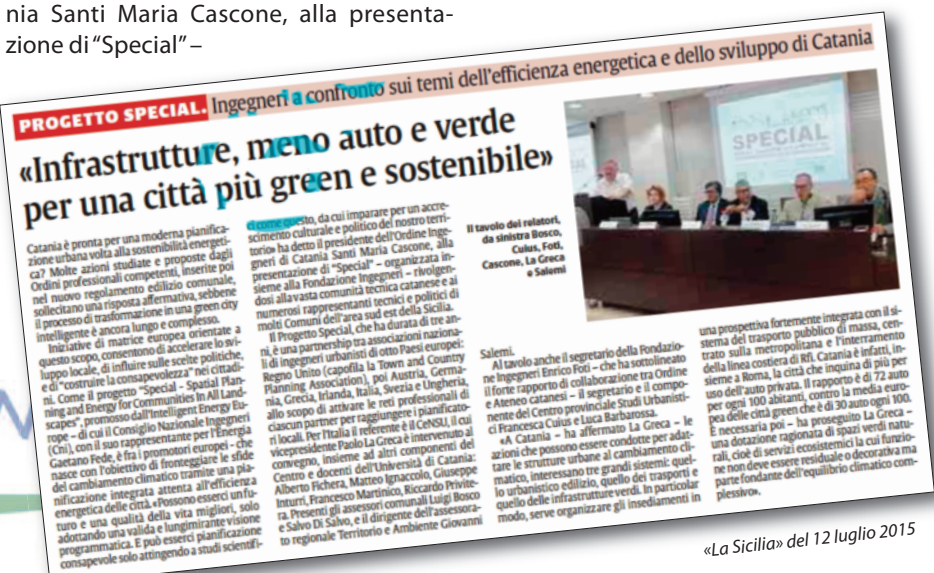 nia Santi Maria Cascone, alla presenta-
zione di “Special” –
PROGETTO SPECIAL. Ingegneri a confronto sui temi dell'efficienza energetica e dello sviluppo di Catania
«Infrastrutture, meno auto e verde
per una città più green e sostenibile»
Catania è pronta per una moderna pianifica-
zione urbana volta alla sostenibilità energeti-
ca? Molte azioni studiate e proposte dagli
Ordini professionali competenti, inserite poi
nel nuovo regolamento edilizio comunale,
sollecitano una risposta affermativa, sebbene
il processo di trasformazione in una green city
intelligente è ancora lungo e complesso.
Iniziative di matrice europea orientate a
questo scopo, consentono di accelerare lo svi-
luppo locale, di influire sulle scelte politiche,
e di "costruire la consapevolezza" nei cittadi-
ni. Come il progetto "Special - Spatial Plan-
ning and Energy for Communities In All Land-
scapes", promosso dall'Intelligent Energy Eu-
rope – di cui il Consiglio Nazionale Ingegneri
(Cni), con il suo rappresentante per l'Energia
Gaetano Fede, è fra i promotori europei - che
nasce con l'obiettivo di fronteggiare le sfide
del cambiamento climatico tramite una pia-
nificazione integrata attenta all'efficienza
energetica delle città. «Possono esserci un fu-
turo e una qualità della vita migliori, solo
adottando una valida e lungimirante visione
programmatica. E può esserci pianificazione
consapevole solo attingendo a studi scientifi-
ci come questo, da cui imparare per un accre-
scimento culturale e politico del nostro terri-
torio» ha detto il presidente dell'Ordine Inge-
gneri di Catania Santi Maria Cascone, alla
presentazione di "Special" – organizzata in-
sieme alla Fondazione Ingegneri – rivolgen-
dosi alla vasta comunità tecnica catanese e ai
numerosi rappresentanti tecnici e politici di
molti Comuni dell'area sud est della Sicilia.
Il Progetto Special, che ha durata di tre an-
ni, è una partnership tra associazioni naziona-
li di ingegneri urbanisti di otto Paesi europei:
Regno Unito (capofila la Town and Country
Planning Association), poi Austria, Germa-
nia, Grecia, Irlanda, Italia, Svezia e Ungheria,
allo scopo di attivare le reti professionali di
ciascun partner per raggiungere i pianificato-
ri locali. Per l'Italia il referente è il CeNSU, il cui
vicepresidente Paolo La Greca è intervenuto al
convegno, insieme ad altri componenti del
Centro e docenti dell'Università di Catania:
Alberto Fichera, Matteo Ignaccolo, Giuseppe
Inturri, Francesco Martinico, Riccardo Privite-
ra. Presenti gli assessori comunali Luigi Bosco
e Salvo Di Salvo, e il dirigente dell'assessora-
to regionale Territorio e Ambiente Giovanni
SPECIAL
Il tavolo dei relatori,
da sinistra Bosco,
Cuius, Foti,
Cascone, La Greca
e Salemi
Salemi.
Al tavolo anche il segretario della Fondazio-
ne Ingegneri Enrico Foti – che ha sottolineato
il forte rapporto di collaborazione tra Ordine
e Ateneo catanesi – il segretario e il compo-
nente del Centro provinciale Studi Urbanisti-
ci Francesca Cuius e Luca Barbarossa.
«A Catania – ha affermato La Greca – le
azioni che possono essere condotte per adat-
tare le strutture urbane al cambiamento cli-
matico, interessano tre grandi sistemi: quel-
lo urbanistico edilizio, quello dei trasporti e
quello delle infrastrutture verdi. In particolar
modo, serve organizzare gli insediamenti in
una prospettiva fortemente integrata con il si-
stema del trasporto pubblico di massa, cen-
trato sulla metropolitana e l'interramento
della linea costiera di Rfi. Catania è infatti, in-
sieme a Roma, la città che inquina di più per
uso dell'auto privata. Il rapporto è di 72 auto
per ogni 100 abitanti, contro la media euro-
pea delle città green che è di 30 auto ogni 100.
È necessaria poi – ha proseguito La Greca –
una dotazione ragionata di spazi verdi natu-
rali, cioè di servizi ecosistemici la cui funzio-
ne non deve essere residuale o decorativa ma
parte fondante dell'equilibrio climatico com-
plessivo».
«La Sicilia» del 12 luglio 2015